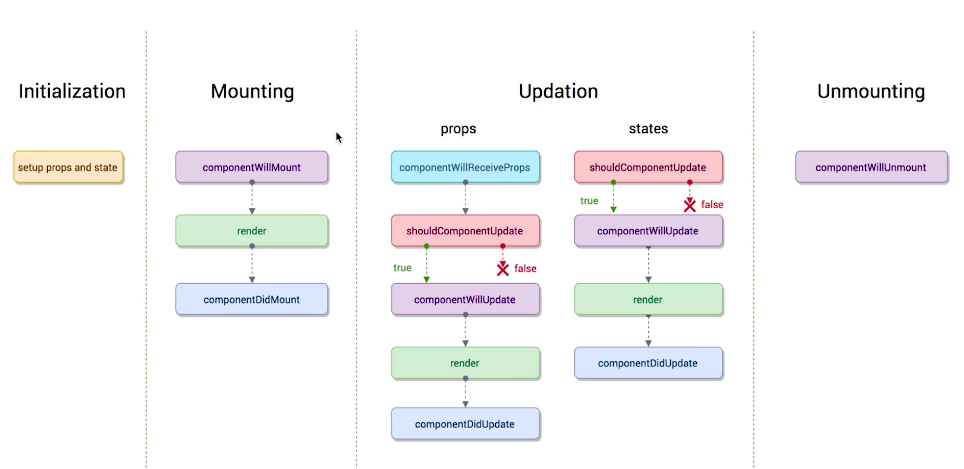 Initialization
setup props and state
Mounting
componentWillMount
render
componentDidMount
Updation
props
componentWillReceiveProps
shouldComponentUpdate
true
false
componentWillUpdate
render
componentDidUpdate
states
shouldComponentUpdate
true
false
componentWillUpdate
render
componentDidUpdate
Unmounting
componentWillUnmount